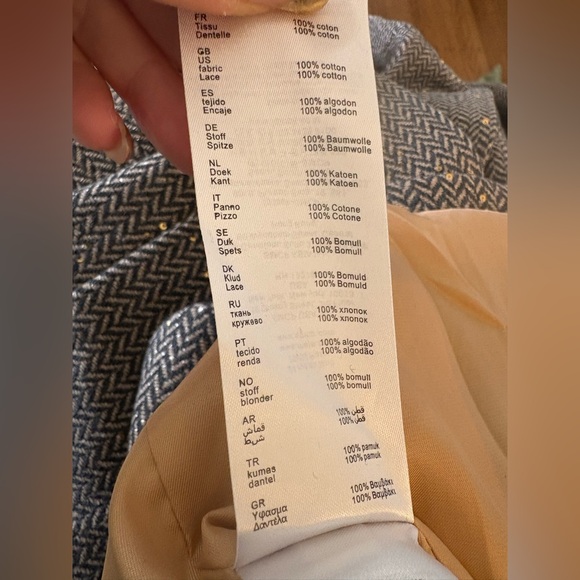 FR
Tissu 100% coton
Dentelle 100% coton
GB
US
fabric 100% cotton
Lace 100% cotton
ES
tejido 100% algodon
Encaje 100% algodon
DE
Stoff 100% Baumwolle
Spitze 100% Baumwolle
NL
Doek 100% Katoen
Kant 100% Katoen
IT
Panno 100% Cotone
Pizzo 100% Cotone
SE
Duk 100% Bomull
Spets 100% Bomull
DK
Klud 100% Bomuld
Lace 100% Bomuld
RU
ткань 100% хлопок
кружево 100% хлопок
PT
tecido 100% algodão
renda 100% algodão
NO
stoff 100% bomull
blonder 100% bomull
AR
قماش 100% قطن
شريط 100% قطن
TR
kumas 100% pamuk
dantel 100% pamuk
GR
Υφασμα 100% Βαμβάκι
Δαντέλα 100% Βαμβάκι